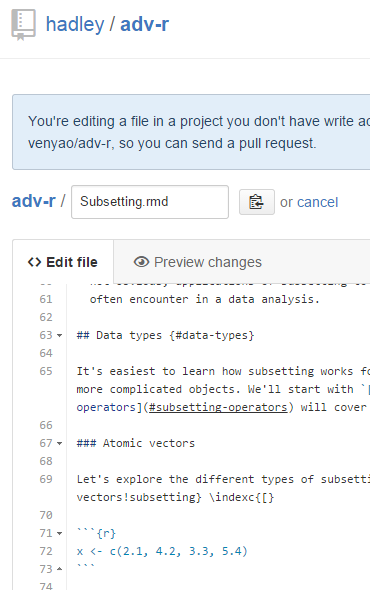 hadley / adv-r
You're editing a file in a project you don't have write
venyao/adv-r, so you can send a pull request.
adv-r / Subsetting.rmd or cancel
<> Edit file Preview changes
61 often encounter in a data analysis.
62
63 ## Data types {#data-types}
64
65 It's easiest to learn how subsetting works
more complicated objects. We'll start with `[
operators](#subsetting-operators) will cover
66
67 ### Atomic vectors
68
69 Let's explore the different types of
vectors!subsetting} \indexc{[}
70
71 ```{r}
72 x <- c(2.1, 4.2, 3.3, 5.4)
73 ```
74